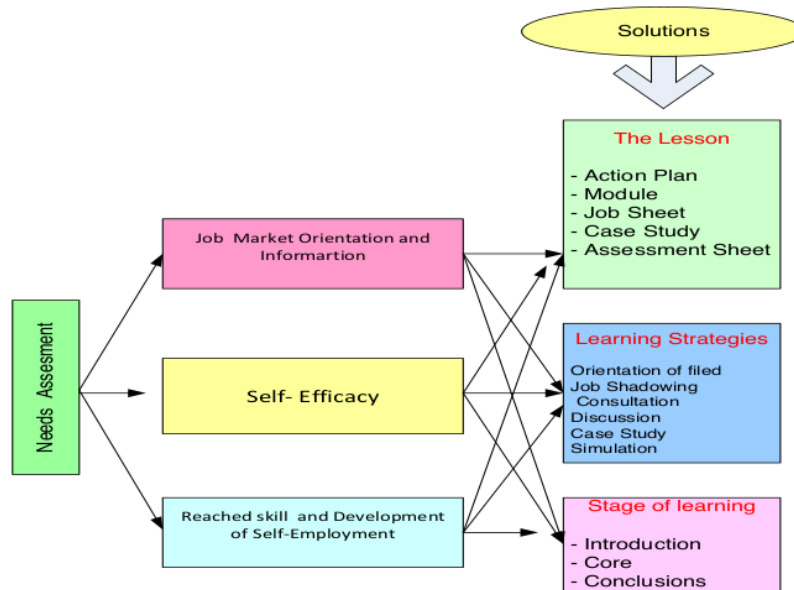 Solutions
The Lesson
- Action Plan
- Module
- Job Sheet
- Case Study
- Assessment Sheet
Job Market Orientation and
Informartion
Needs Assesment
Self- Efficacy
Learning Strategies
Orientation of filed
Job Shadowing
Consultation
Discussion
Case Study
Simulation
Reached skill and Development
of Self-Employment
Stage of learning
- Introduction
- Core
- Conclusions